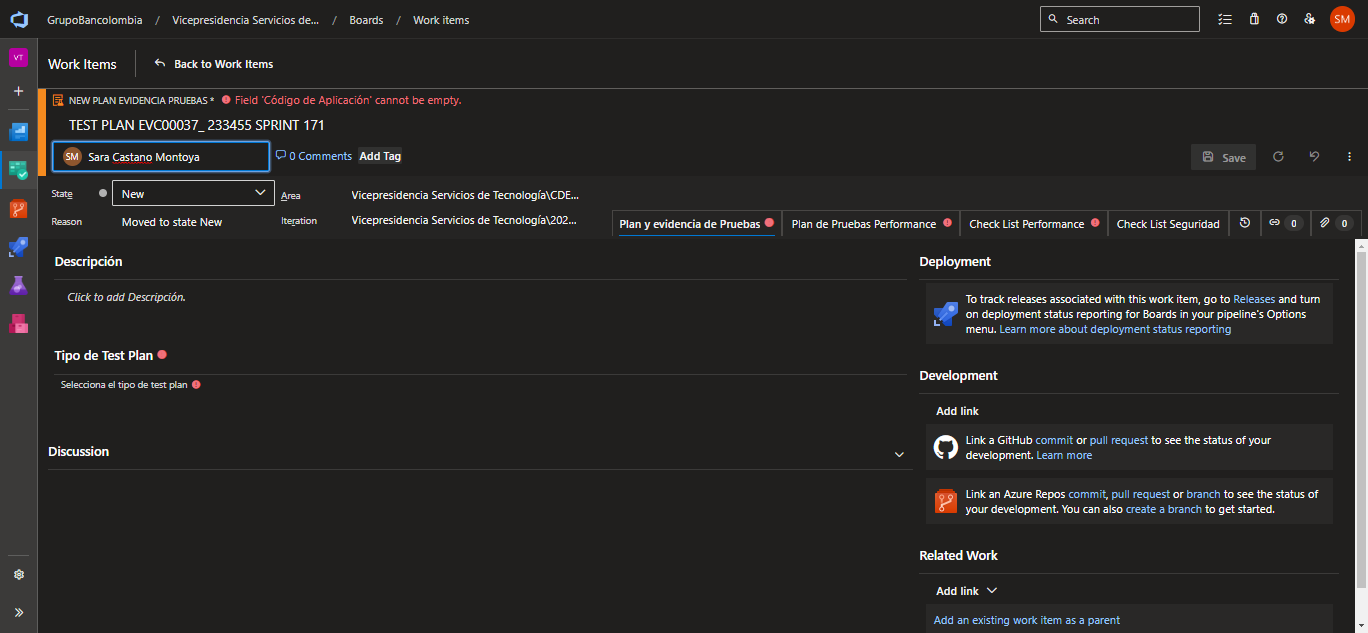 GrupoBancolombia / Vicepresidencia Servicios de... / Boards / Work items
Search
SM
VT
Work Items
Back to Work Items
NEW PLAN EVIDENCIA PRUEBAS * Field 'Código de Aplicación' cannot be empty.
TEST PLAN EVC00037_ 233455 SPRINT 171
SM Sara Castano Montoya
0 Comments
Add Tag
Save
State New
Area Vicepresidencia Servicios de Tecnología\CDE...
Reason Moved to state New
Iteration Vicepresidencia Servicios de Tecnología\202...
Plan y evidencia de Pruebas
Plan de Pruebas Performance
Check List Performance
Check List Seguridad
0
0
Descripción
Click to add Descripción.
Tipo de Test Plan
Selecciona el tipo de test plan
Discussion
Deployment
To track releases associated with this work item, go to Releases and turn
on deployment status reporting for Boards in your pipeline's Options
menu. Learn more about deployment status reporting
Development
Add link
Link a GitHub commit or pull request to see the status of your
development. Learn more
Link an Azure Repos commit, pull request or branch to see the status of
your development. You can also create a branch to get started.
Related Work
Add link
Add an existing work item as a parent